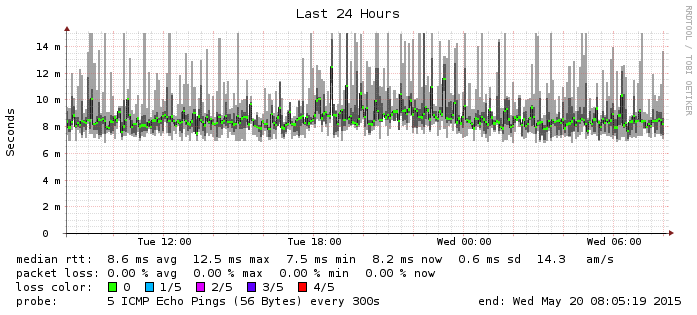 Last 24 Hours
RRDTOOL / TOBI OETIKER
Seconds
14 m
12 m
10 m
8 m
6 m
4 m
2 m
0
Tue 12:00 Tue 18:00 Wed 00:00 Wed 06:00
median rtt: 8.6 ms avg 12.5 ms max 7.5 ms min 8.2 ms now 0.6 ms sd 14.3 am/s
packet loss: 0.00 % avg 0.00 % max 0.00 % min 0.00 % now
loss color: 0 1/5 2/5 3/5 4/5
probe: 5 ICMP Echo Pings (56 Bytes) every 300s end: Wed May 20 08:05:19 2015